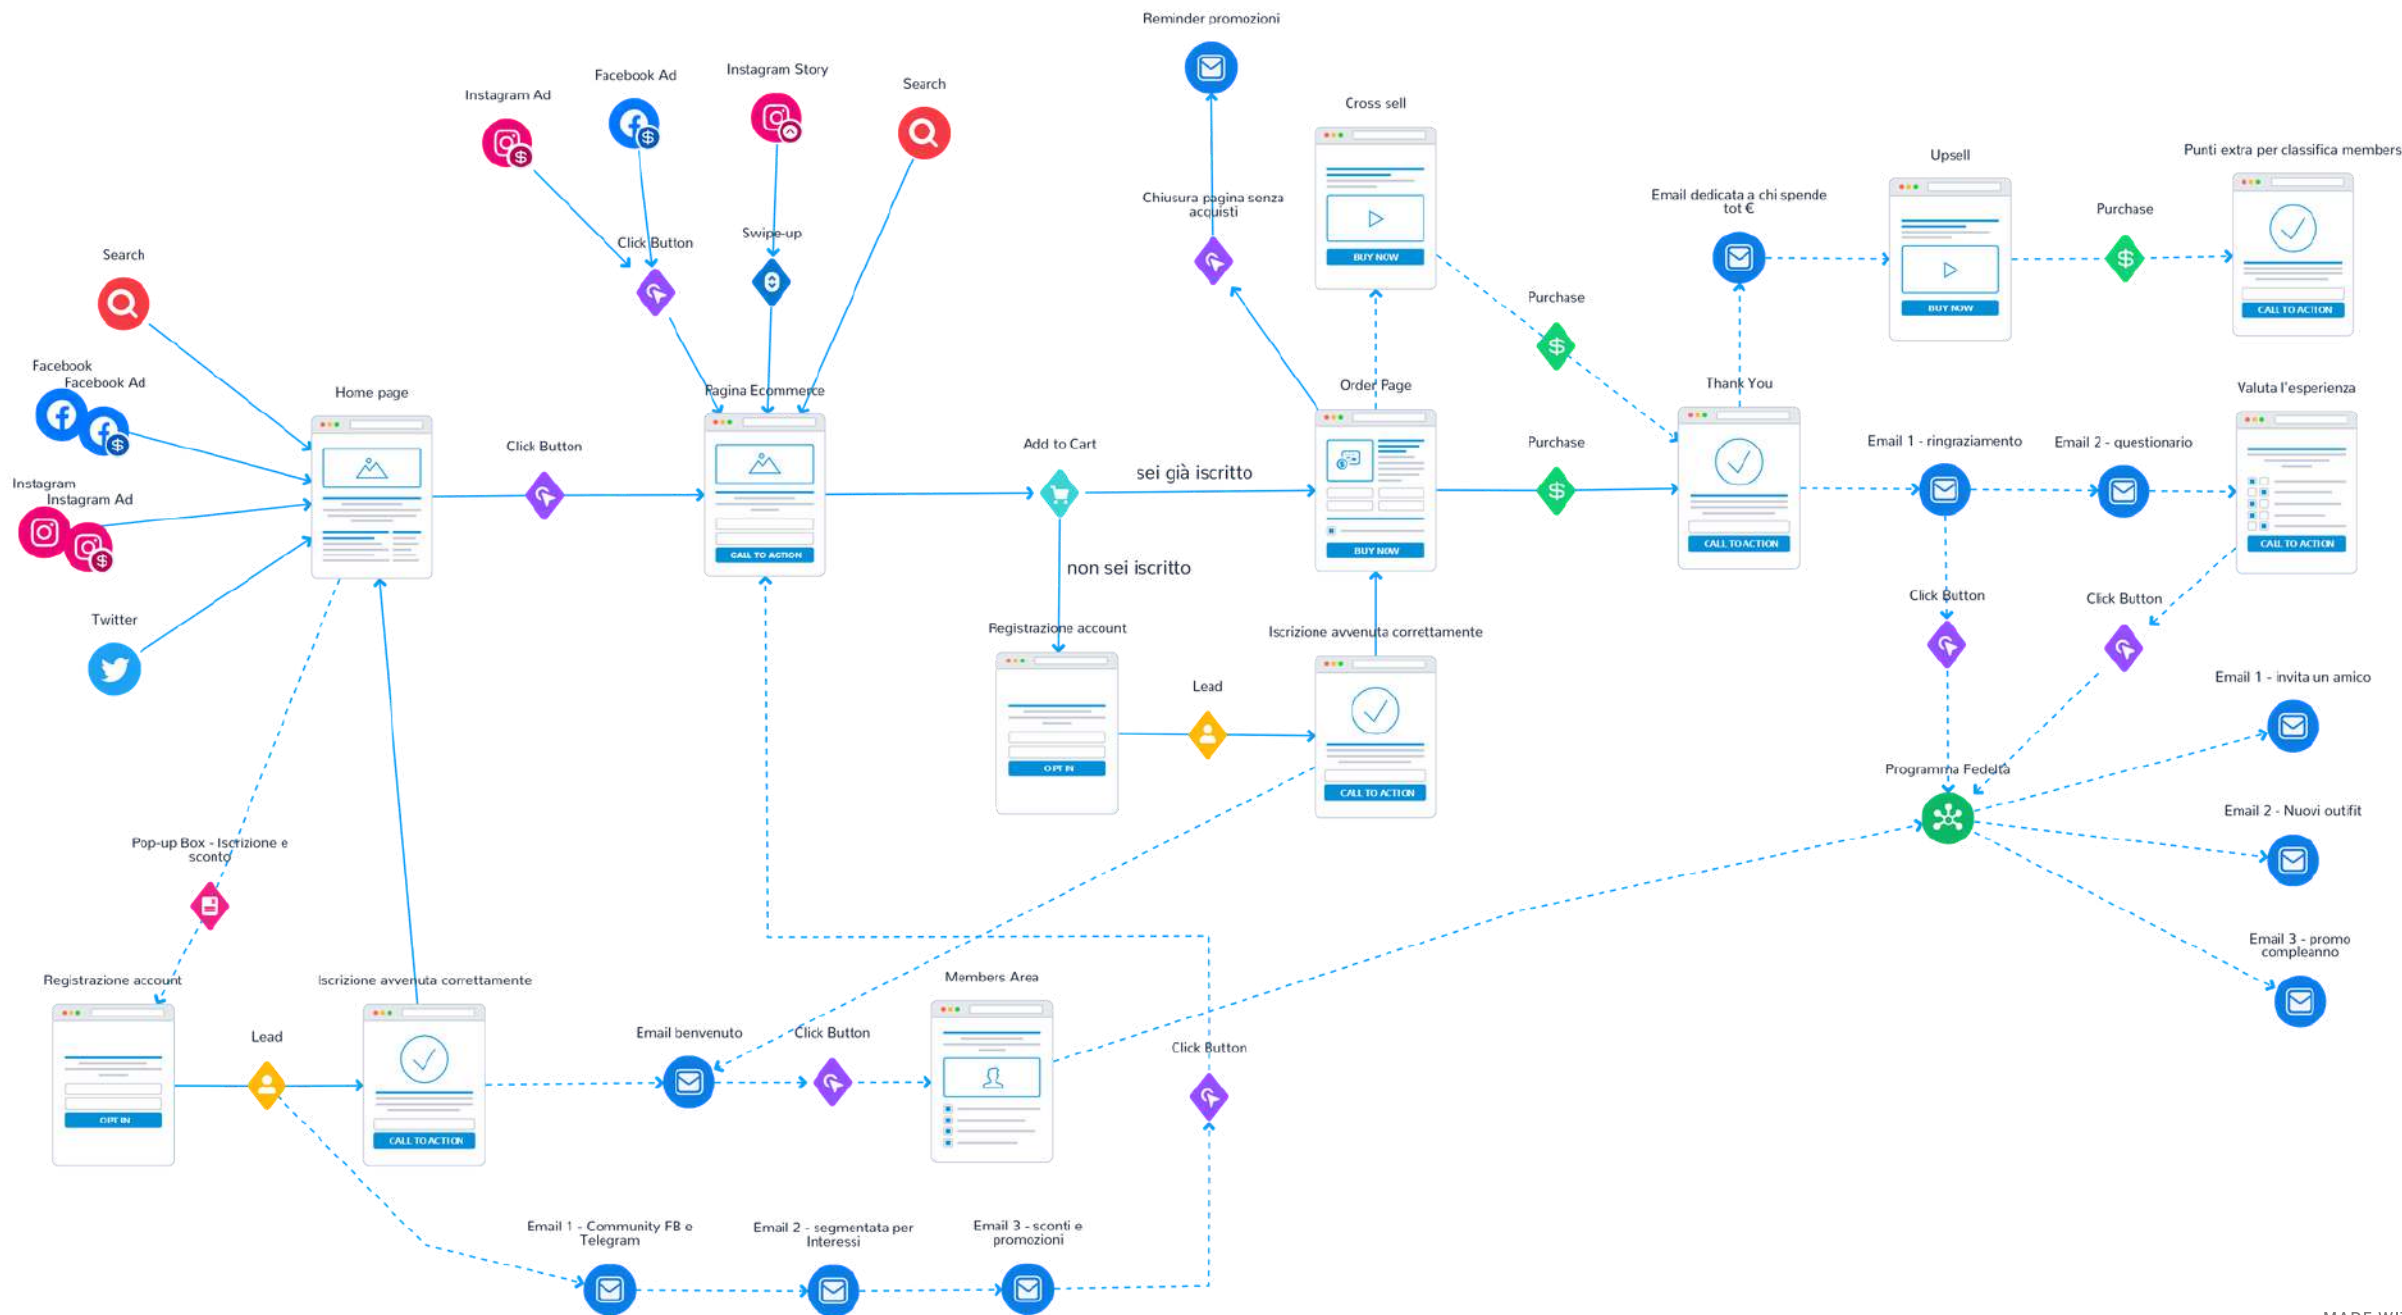 Reminder promozioni
Instagram Story
Facebook Ad
Search
Instagram Ad
Cross sell
Punti extra per classifica members
Upsell
Chiusura pagina senza
acquisti
Email dedicata a chi spende
tot €
Purchase
Click Button
Swipe-up
Search
BUY NOW
Purchase
BUY NOW
CALL TO ACTION
Facebook
Facebook Ad
Home page
Pagina Ecommerce
Order Page
Thank You
Valuta l'esperienza
Click Button
Add to Cart
sei già iscritto
Purchase
Email 1 - ringraziamento
Email 2 - questionario
Instagram
Instagram Ad
CALL TO ACTION
BUY NOW
CALL TO ACTION
CALL TO ACTION
non sei iscritto
Click Button
Click Button
Twitter
Registrazione account
Iscrizione avvenuta correttamente
Lead
Email 1 - invita un amico
OPT IN
CALL TO ACTION
Programma Fedeltà
Email 2 - Nuovi outifit
Pop-up Box - Iscrizione e
sconto
Email 3 - promo
compleanno
Registrazione account
Iscrizione avvenuta correttamente
Members Area
Lead
Email benvenuto
Click Button
Click Button
OPT IN
CALL TO ACTION
Email 1 - Community FB e
Telegram
Email 2 - segmentata per
Interessi
Email 3 - sconti e
promozioni